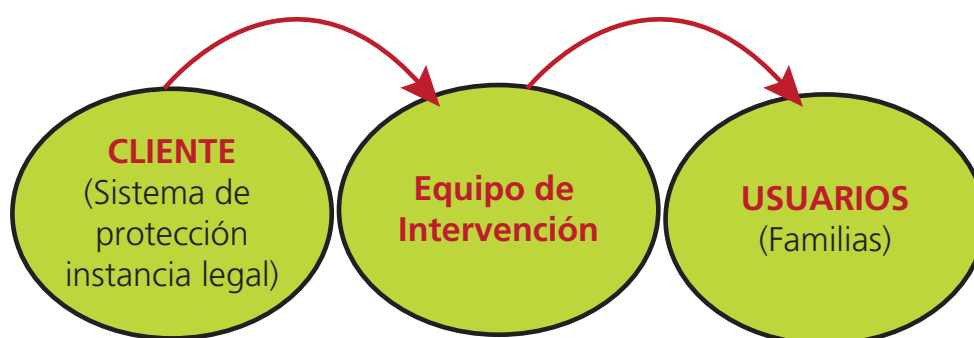 CLIENTE
(Sistema de
protección
instancia legal)
Equipo de
Intervención
USUARIOS
(Familias)